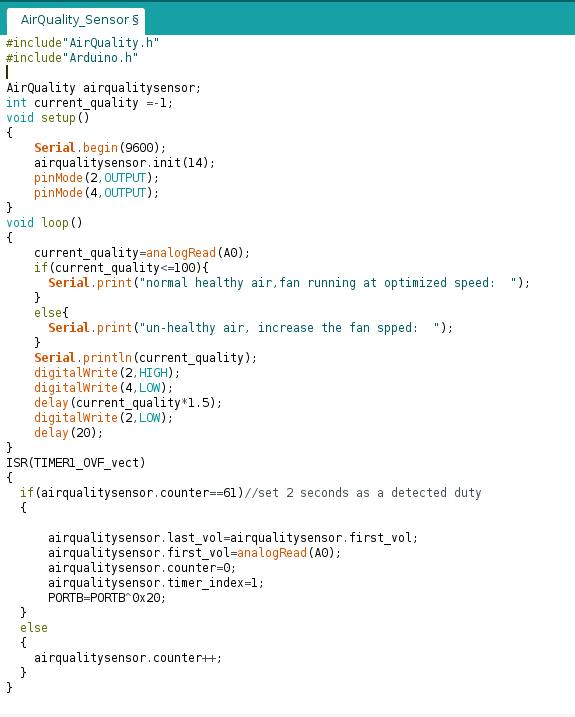 AirQuality_Sensor §
#include"AirQuality.h"
#include"Arduino.h"
AirQuality airqualitysensor;
int current_quality =-1;
void setup()
{
    Serial.begin(9600);
    airqualitysensor.init(14);
    pinMode(2,OUTPUT);
    pinMode(4,OUTPUT);
}
void loop()
{
    current_quality=analogRead(A0);
    if(current_quality<=100){
      Serial.print("normal healthy air,fan running at optimized speed:  ");
    }
    else{
      Serial.print("un-healthy air, increase the fan spped:  ");
    }
    Serial.println(current_quality);
    digitalWrite(2,HIGH);
    digitalWrite(4,LOW);
    delay(current_quality*1.5);
    digitalWrite(2,LOW);
    delay(20);
}
ISR(TIMER1_OVF_vect)
{
  if(airqualitysensor.counter==61)//set 2 seconds as a detected duty
  {
      airqualitysensor.last_vol=airqualitysensor.first_vol;
      airqualitysensor.first_vol=analogRead(A0);
      airqualitysensor.counter=0;
      airqualitysensor.timer_index=1;
      PORTB=PORTB^0x20;
  }
  else
  {
    airqualitysensor.counter++;
  }
}